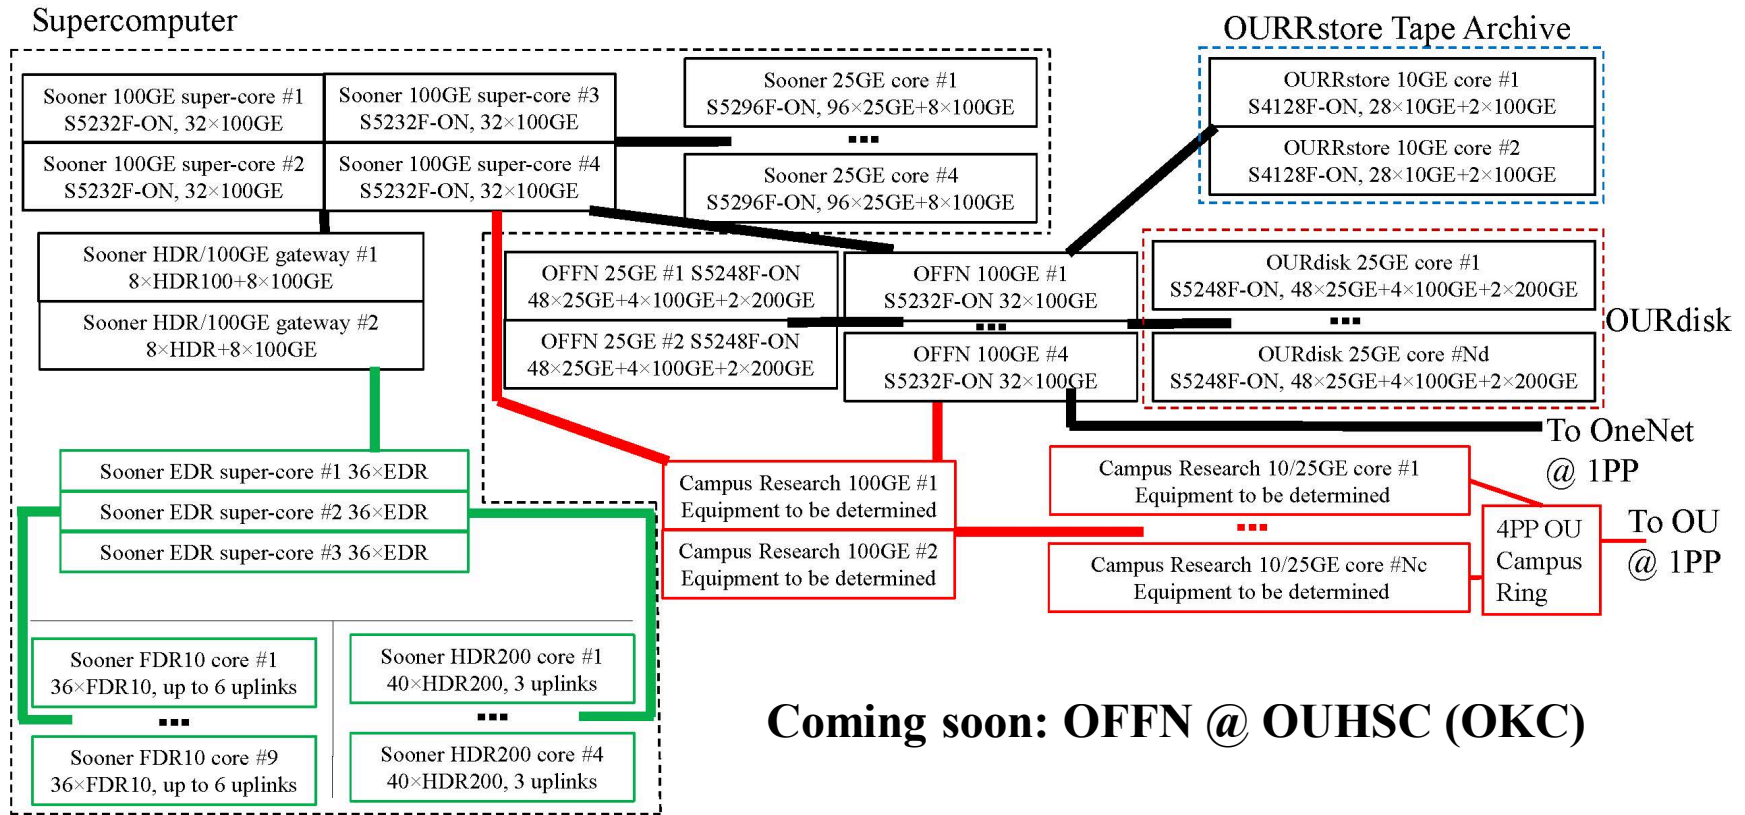 Supercomputer
OURRstore Tape Archive
Sooner 100GE super-core #1
S5232F-ON, 32×100GE
Sooner 100GE super-core #3
S5232F-ON, 32×100GE
Sooner 100GE super-core #2
S5232F-ON, 32×100GE
Sooner 100GE super-core #4
S5232F-ON, 32×100GE
Sooner 25GE core #1
S5296F-ON, 96×25GE+8×100GE
...
Sooner 25GE core #4
S5296F-ON, 96×25GE+8×100GE
OURRstore 10GE core #1
S4128F-ON, 28×10GE+2×100GE
OURRstore 10GE core #2
S4128F-ON, 28×10GE+2×100GE
Sooner HDR/100GE gateway #1
8×HDR100+8×100GE
Sooner HDR/100GE gateway #2
8×HDR+8×100GE
OFFN 25GE #1 S5248F-ON
48×25GE+4×100GE+2×200GE
OFFN 25GE #2 S5248F-ON
48×25GE+4×100GE+2×200GE
OFFN 100GE #1
S5232F-ON 32×100GE
...
OFFN 100GE #4
S5232F-ON 32×100GE
OURdisk 25GE core #1
S5248F-ON, 48×25GE+4×100GE+2×200GE
...
OURdisk 25GE core #Nd
S5248F-ON, 48×25GE+4×100GE+2×200GE
OURdisk
To OneNet
@ 1PP
Sooner EDR super-core #1 36×EDR
Sooner EDR super-core #2 36×EDR
Sooner EDR super-core #3 36×EDR
Campus Research 100GE #1
Equipment to be determined
Campus Research 100GE #2
Equipment to be determined
Campus Research 10/25GE core #1
Equipment to be determined
...
Campus Research 10/25GE core #Nc
Equipment to be determined
4PP OU
Campus
Ring
To OU
@ 1PP
Sooner FDR10 core #1
36×FDR10, up to 6 uplinks
...
Sooner FDR10 core #9
36×FDR10, up to 6 uplinks
Sooner HDR200 core #1
40×HDR200, 3 uplinks
...
Sooner HDR200 core #4
40×HDR200, 3 uplinks
Coming soon: OFFN @ OUHSC (OKC)